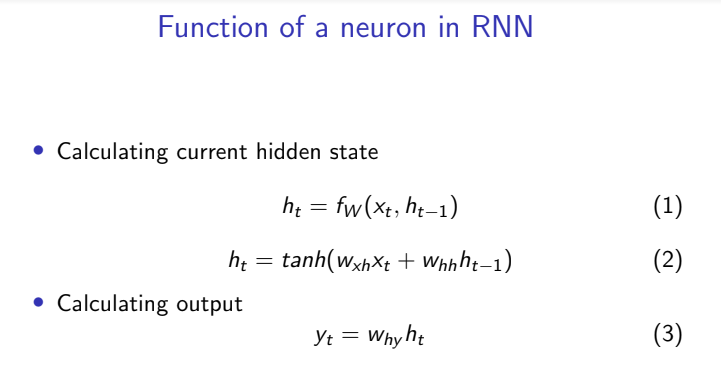 Function of a neuron in RNN
• Calculating current hidden state
h_t = f_W(x_t, h_{t−1}) (1)
h_t = tanh(w_{xh}x_t + w_{hh}h_{t−1}) (2)
• Calculating output
y_t = w_{hy}h_t (3)